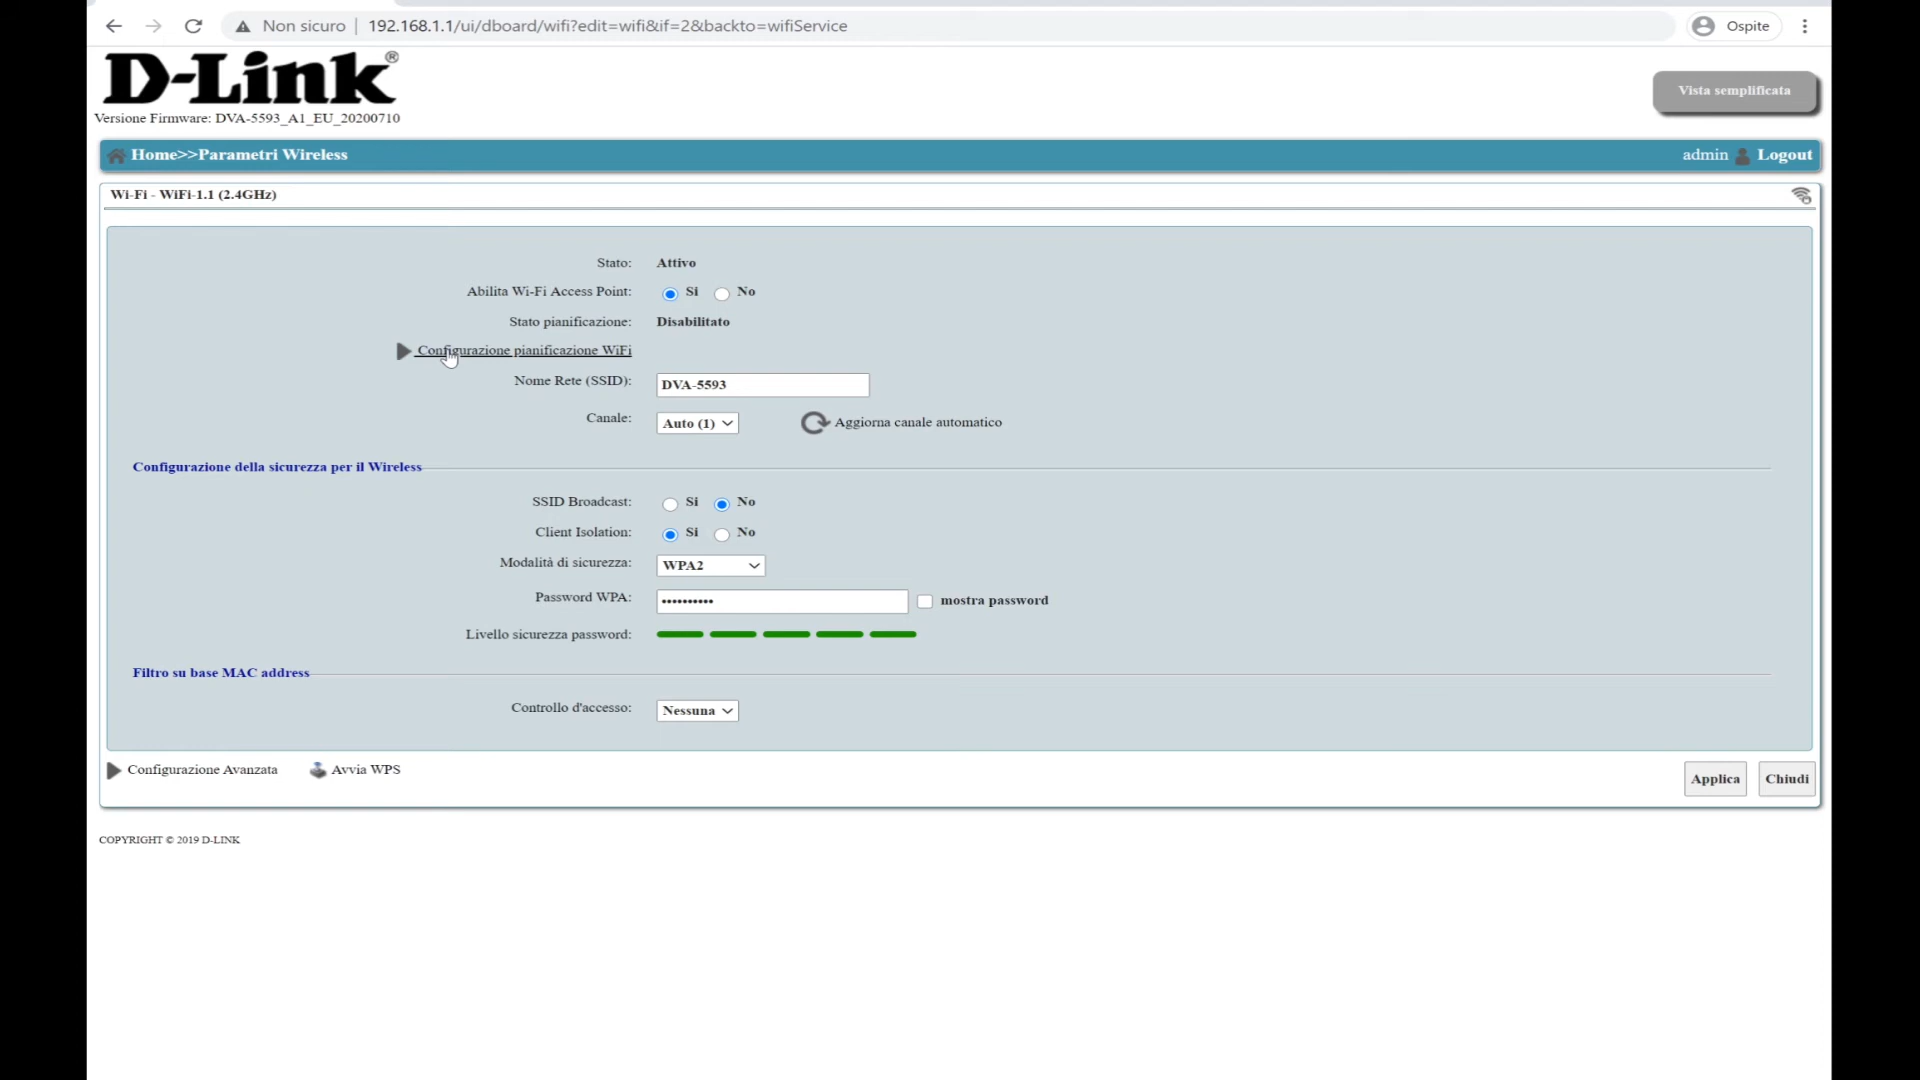 Non sicuro | 192.168.1.1/ui/dboard/wifi?edit=wifi&if=2&backto=wifiService Ospite
D-Link®
Versione Firmware: DVA-5593_A1_EU_20200710
Vista semplificata
Home>>Parametri Wireless admin Logout
Wi-Fi - WiFi-1.1 (2.4GHz)
Stato: Attivo
Abilita Wi-Fi Access Point: Si No
Stato pianificazione: Disabilitato
Configurazione pianificazione WiFi
Nome Rete (SSID): DVA-5593
Canale: Auto (1) Aggiorna canale automatico
Configurazione della sicurezza per il Wireless
SSID Broadcast: Si No
Client Isolation: Si No
Modalità di sicurezza: WPA2
Password WPA: •••••••••• mostra password
Livello sicurezza password:
Filtro su base MAC address
Controllo d'accesso: Nessuna
Configurazione Avanzata Avvia WPS Applica Chiudi
COPYRIGHT © 2019 D-LINK